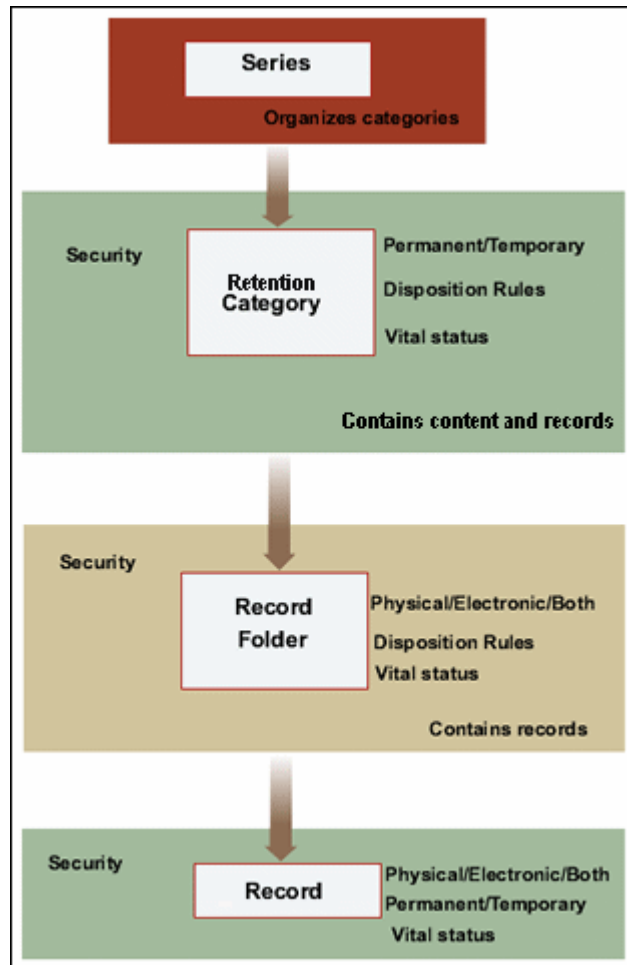 Series
Organizes categories
Security
Retention
Category
Permanent/Temporary
Disposition Rules
Vital status
Contains content and records
Security
Record
Folder
Physical/Electronic/Both
Disposition Rules
Vital status
Contains records
Security
Record
Physical/Electronic/Both
Permanent/Temporary
Vital status